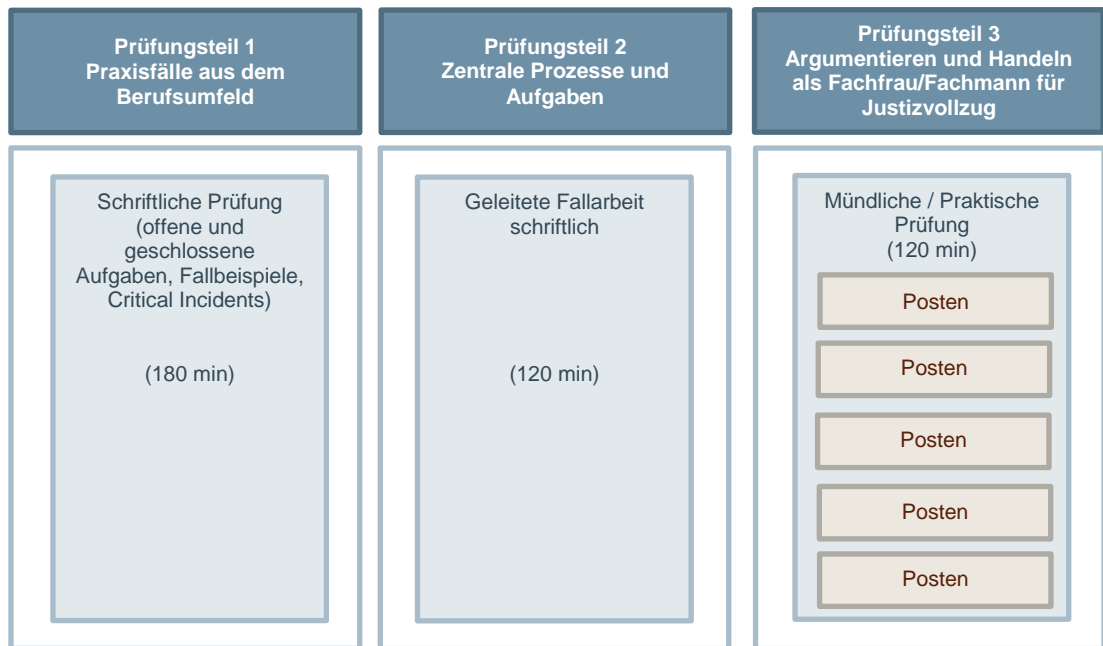 Prüfungsteil 1
Praxisfälle aus dem
Berufsumfeld
Schriftliche Prüfung
(offene und
geschlossene
Aufgaben, Fallbeispiele,
Critical Incidents)
(180 min)
Prüfungsteil 2
Zentrale Prozesse und
Aufgaben
Geleitete Fallarbeit
schriftlich
(120 min)
Prüfungsteil 3
Argumentieren und Handeln
als Fachfrau/Fachmann für
Justizvollzug
Mündliche / Praktische
Prüfung
(120 min)
Posten
Posten
Posten
Posten
Posten